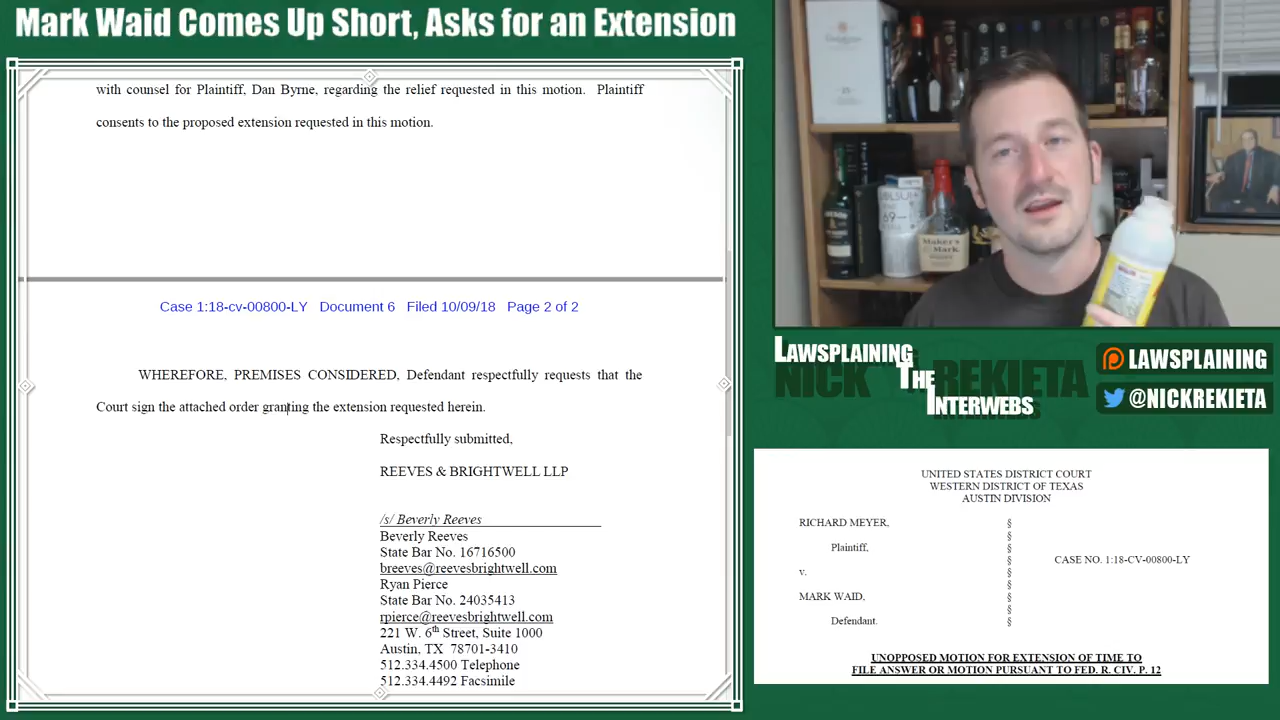 Mark Waid Comes Up Short, Asks for an Extension
with counsel for Plaintiff, Dan Byrne, regarding the relief requested in this motion. Plaintiff
consents to the proposed extension requested in this motion.
Case 1:18-cv-00800-LY Document 6 Filed 10/09/18 Page 2 of 2
WHEREFORE, PREMISES CONSIDERED, Defendant respectfully requests that the
Court sign the attached order granting the extension requested herein.
Respectfully submitted,
REEVES & BRIGHTWELL LLP
/s/ Beverly Reeves
Beverly Reeves
State Bar No. 16716500
breeves@reevesbrightwell.com
Ryan Pierce
State Bar No. 24035413
rpierce@reevesbrightwell.com
221 W. 6th Street, Suite 1000
Austin, TX 78701-3410
512.334.4500 Telephone
512.334.4492 Facsimile
69
Maker's
Mark
LAWSPLAINING
THE
INTERWEBS
NICK REKIETA
LAWSPLAINING
@NICKREKIETA
UNITED STATES DISTRICT COURT
WESTERN DISTRICT OF TEXAS
AUSTIN DIVISION
RICHARD MEYER, §
§
Plaintiff, §
§ CASE NO. 1:18-CV-00800-LY
v. §
§
MARK WAID, §
§
Defendant. §
UNOPPOSED MOTION FOR EXTENSION OF TIME TO
FILE ANSWER OR MOTION PURSUANT TO FED. R. CIV. P. 12